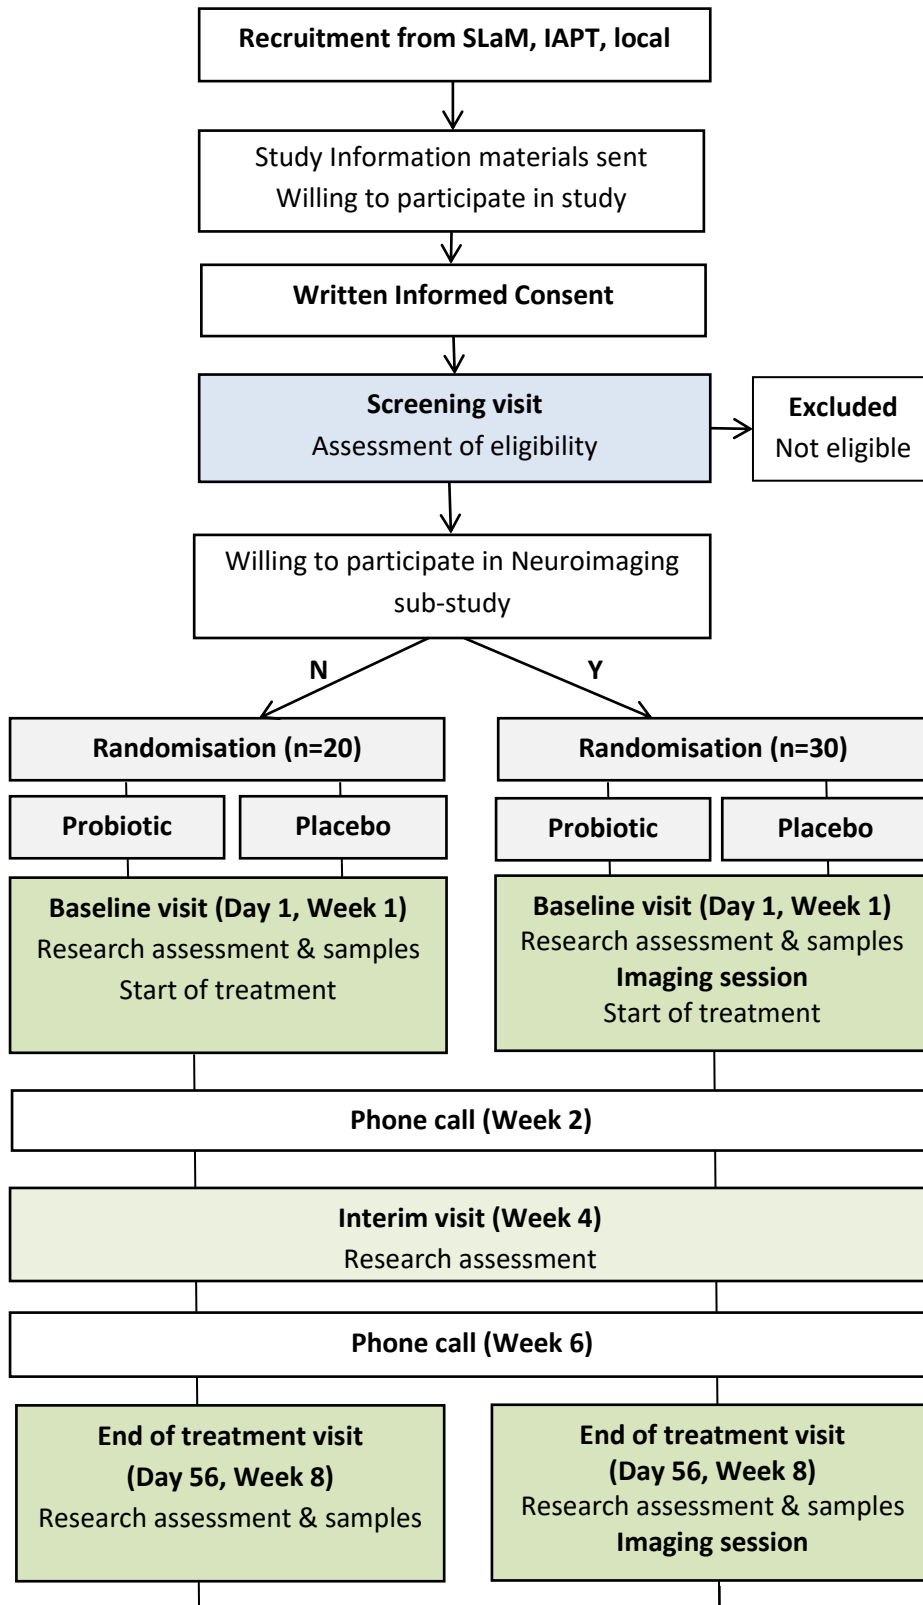 Recruitment from SLaM, IAPT, local
Study Information materials sent
Willing to participate in study
Written Informed Consent
Screening visit
Assessment of eligibility
Excluded
Not eligible
Willing to participate in Neuroimaging
sub-study
N
Y
Randomisation (n=20)
Randomisation (n=30)
Probiotic
Placebo
Probiotic
Placebo
Baseline visit (Day 1, Week 1)
Research assessment & samples
Start of treatment
Baseline visit (Day 1, Week 1)
Research assessment & samples
Imaging session
Start of treatment
Phone call (Week 2)
Interim visit (Week 4)
Research assessment
Phone call (Week 6)
End of treatment visit
(Day 56, Week 8)
Research assessment & samples
End of treatment visit
(Day 56, Week 8)
Research assessment & samples
Imaging session